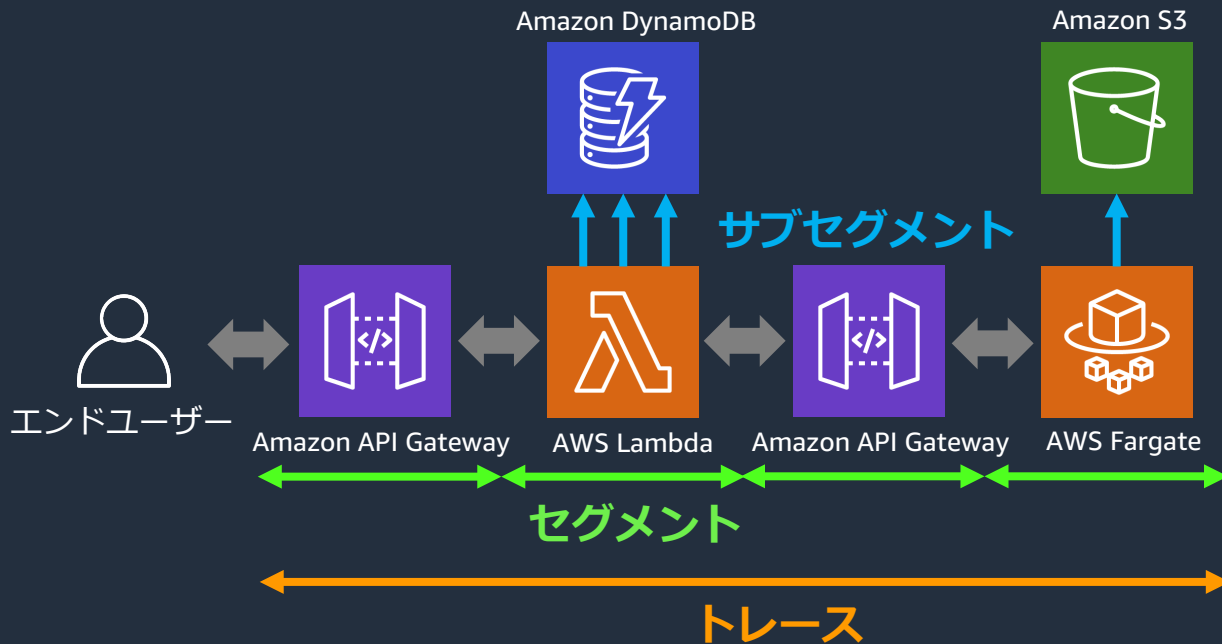 Amazon DynamoDB
Amazon S3
サブセグメント
</>
</>
エンドユーザー
Amazon API Gateway
AWS Lambda
Amazon API Gateway
AWS Fargate
セグメント
トレース